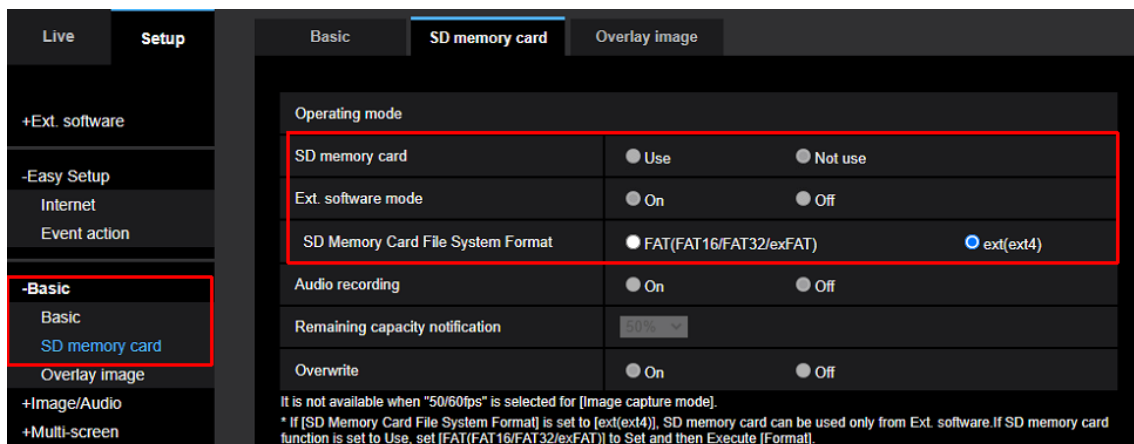 Live
Setup
+Ext. software
-Easy Setup
Internet
Event action
-Basic
Basic
SD memory card
Overlay image
+Image/Audio
+Multi-screen
Basic
SD memory card
Overlay image
Operating mode
SD memory card Use Not use
Ext. software mode On Off
SD Memory Card File System Format FAT(FAT16/FAT32/exFAT) ext(ext4)
Audio recording On Off
Remaining capacity notification 50%
Overwrite On Off
It is not available when "50/60fps" is selected for [Image capture mode].
* If [SD Memory Card File System Format] is set to [ext(ext4)], SD memory card can be used only from Ext. software.If SD memory card
function is set to Use, set [FAT(FAT16/FAT32/exFAT)] to Set and then Execute [Format].